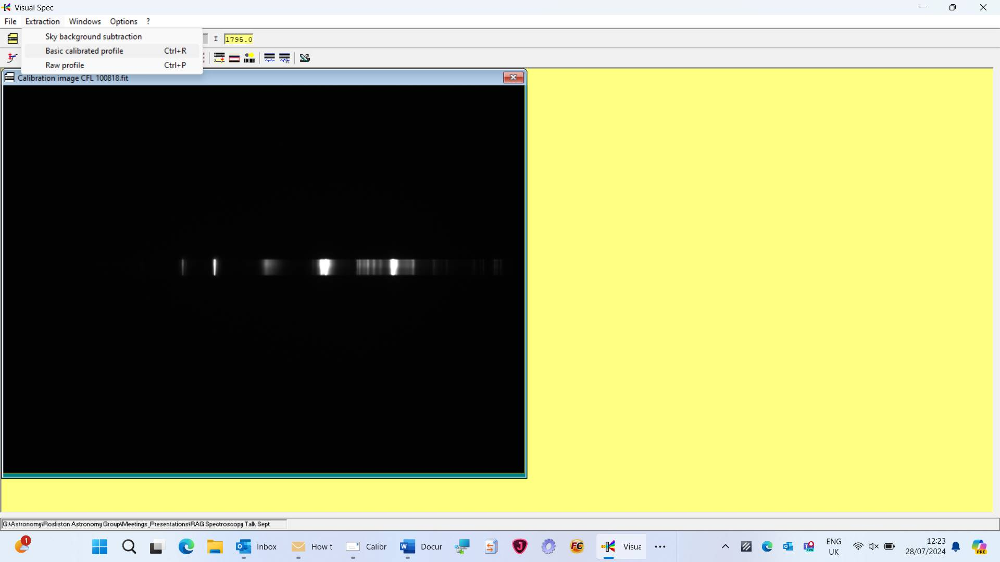 Visual Spec
File Extraction Windows Options ?
Sky background subtraction
I 1795.0
Basic calibrated profile Ctrl+R
Raw profile Ctrl+P
Calibration image CFL 100818.fit
G:\Astronomy\Rosliston Astronomy Group\Meetings_Presentations\RAG Spectroscopy Talk Sept
1
Inbox
How t
Calibr
Docur
Visua
ENG
UK
12:23
28/07/2024